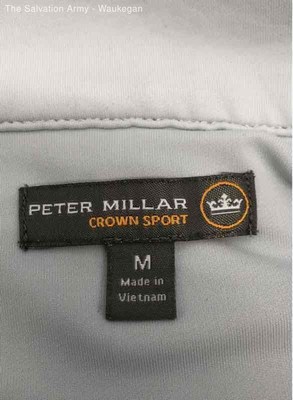 The Salvation Army - Waukegan
PETER MILLAR
CROWN SPORT
M
Made in
Vietnam